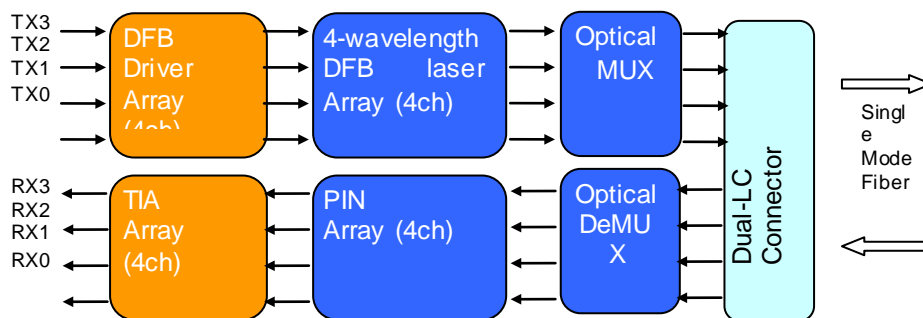 TX3
TX2
TX1
TX0
DFB
Driver
Array
(4ch)
4-wavelength
DFB laser
Array (4ch)
Optical
MUX
Dual-LC
Connector
Singl
e
Mode
Fiber
RX3
RX2
RX1
RX0
TIA
Array
(4ch)
PIN
Array (4ch)
Optical
DeMU
X